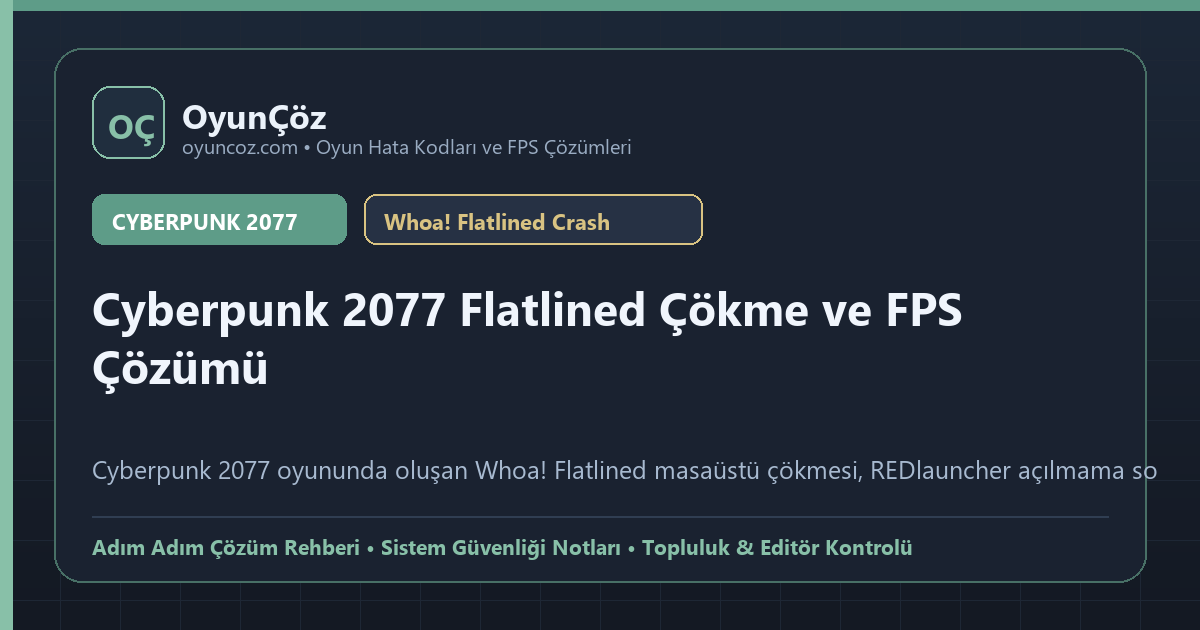 OÇ
OyunÇöz
oyuncoz.com • Oyun Hata Kodları ve FPS Çözümleri
CYBERPUNK 2077
Whoa! Flatlined Crash
Cyberpunk 2077 Flatlined Çökme ve FPS
Çözümü
Cyberpunk 2077 oyununda oluşan Whoa! Flatlined masaüstü çökmesi, REDlauncher açılmama so
Adım Adım Çözüm Rehberi • Sistem Güvenliği Notları • Topluluk & Editör Kontrolü